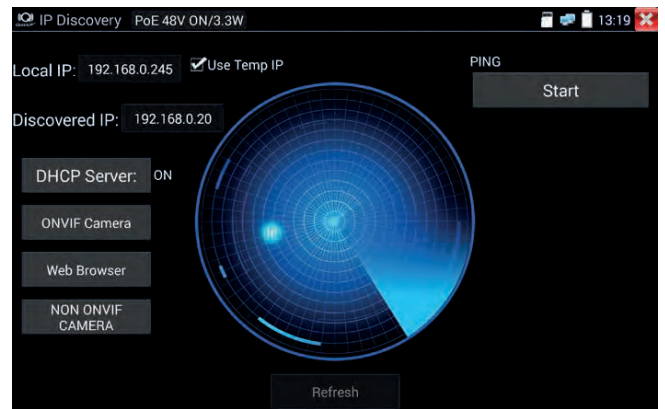 IP Discovery PoE 48V ON/3.3W 13:19
Local IP: 192.168.0.245 Use Temp IP
PING
Start
Discovered IP: 192.168.0.20
DHCP Server: ON
ONVIF Camera
Web Browser
NON ONVIF
CAMERA
Refresh